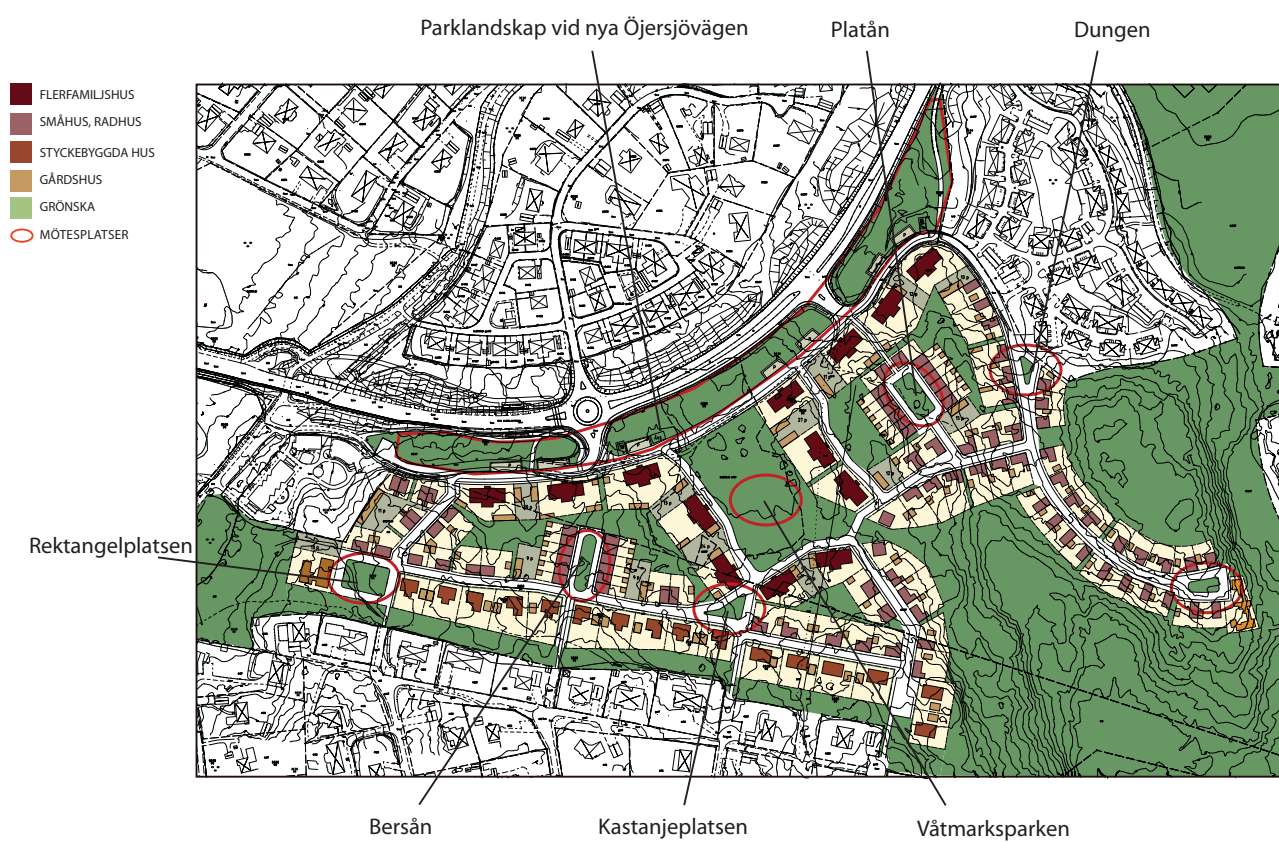 Parklandskap vid nya Öjersjövägen
Platån
Dungen
FLERFAMILJSHUS
SMÅHUS, RADHUS
STYCKEBYGGDA HUS
GÅRDSHUS
GRÖNSKA
MÖTESPLATSER
Rektangelplatsen
Bersån
Kastanjeplatsen
Våtmarksparken